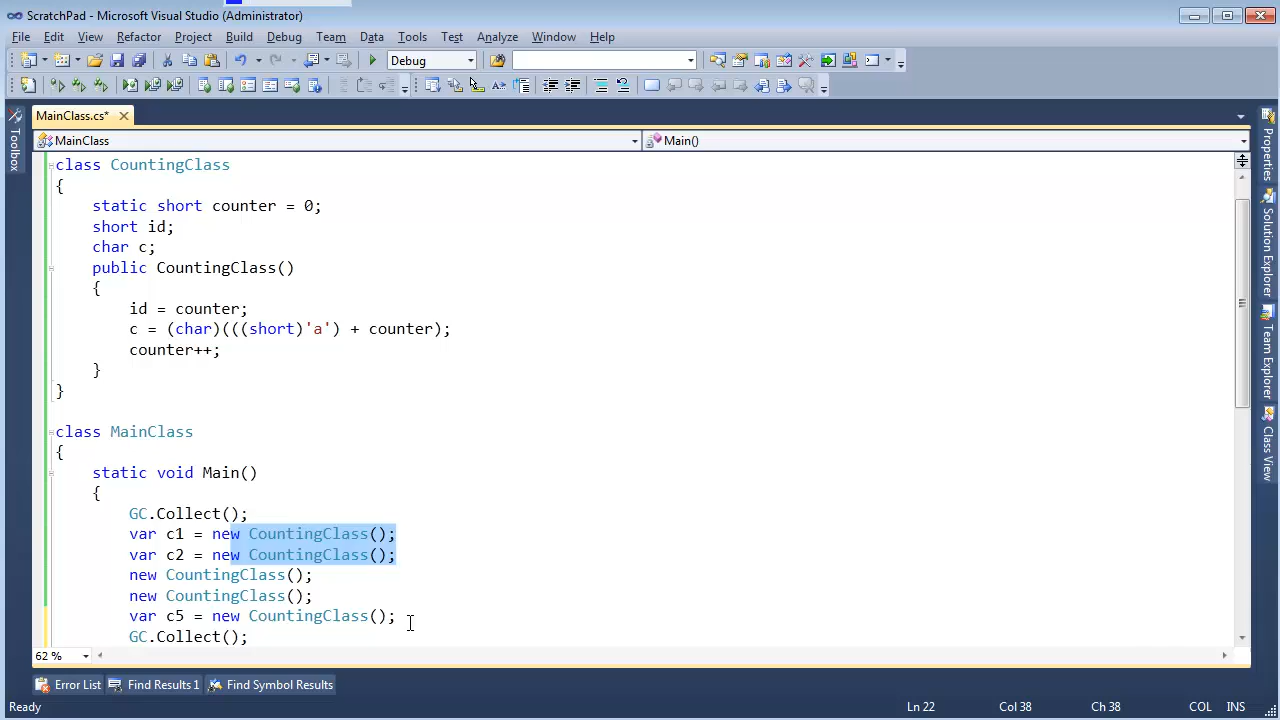 ScratchPad - Microsoft Visual Studio (Administrator)
File Edit View Refactor Project Build Debug Team Data Tools Test Analyze Window Help
Debug
MainClass.cs*
MainClass Main()
Toolbox
Properties
Solution Explorer
Team Explorer
Class View
class CountingClass
{
static short counter = 0;
short id;
char c;
public CountingClass()
{
id = counter;
c = (char)(((short)'a') + counter);
counter++;
}
}
class MainClass
{
static void Main()
{
GC.Collect();
var c1 = new CountingClass();
var c2 = new CountingClass();
new CountingClass();
new CountingClass();
var c5 = new CountingClass();
GC.Collect();
62 %
Error List Find Results 1 Find Symbol Results
Ready Ln 22 Col 38 Ch 38 COL INS